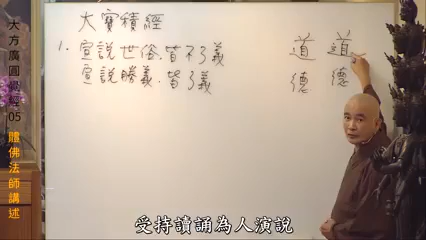 大方廣圓覺經05
體佛法師講述
大寶積經
1. 宣說世俗.皆不了義
宣說勝義.皆了義
道 道
德 德
受持讀誦為人演說